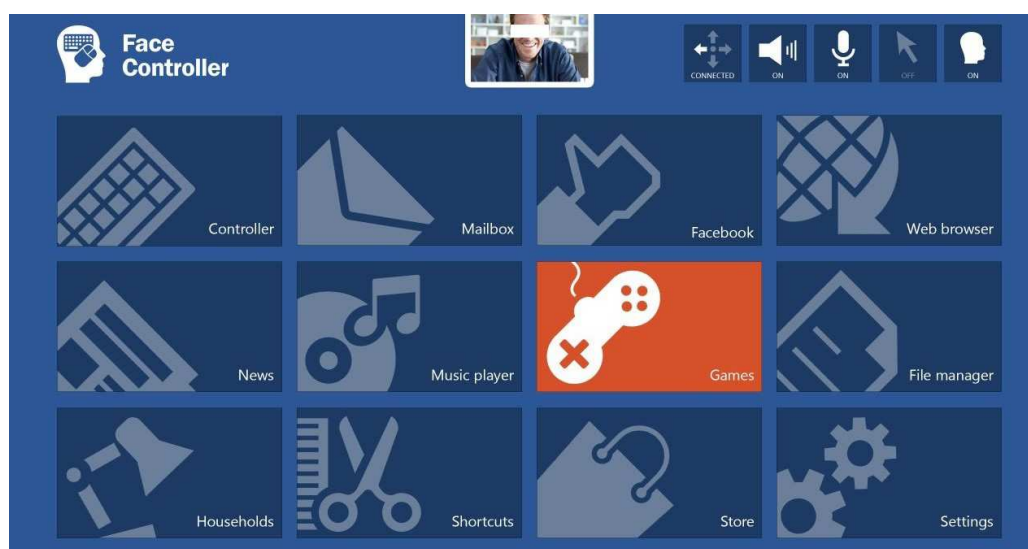 Face
Controller
CONNECTED
ON
ON
OFF
ON
Controller
Mailbox
Facebook
Web browser
News
Music player
Games
File manager
Households
Shortcuts
Store
Settings